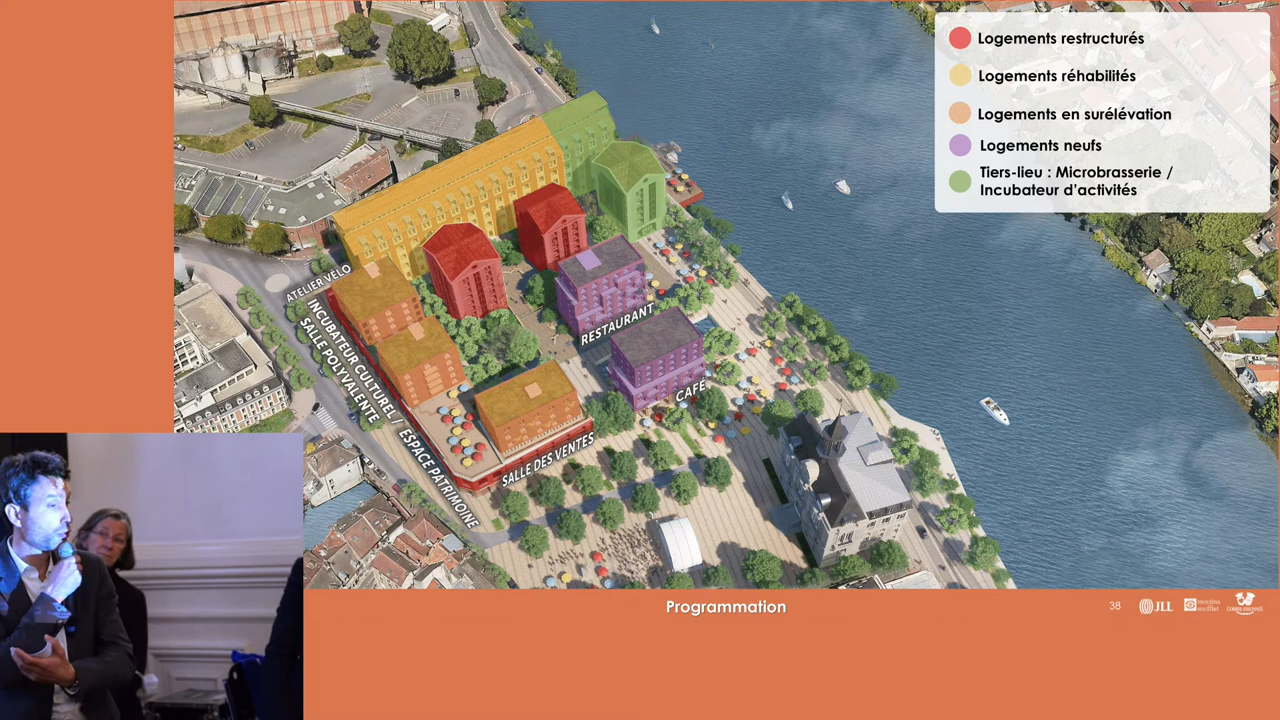 Logements restructurés
Logements réhabilités
Logements en surélévation
Logements neufs
Tiers-lieu : Microbrasserie /
Incubateur d'activités
ATELIER VÉLO
INCUBATEUR CULTUREL / ESPACE PATRIMOINE
SALLE POLYVALENTE
RESTAURANT
CAFÉ
SALLE DES VENTES
Programmation
38
JLL